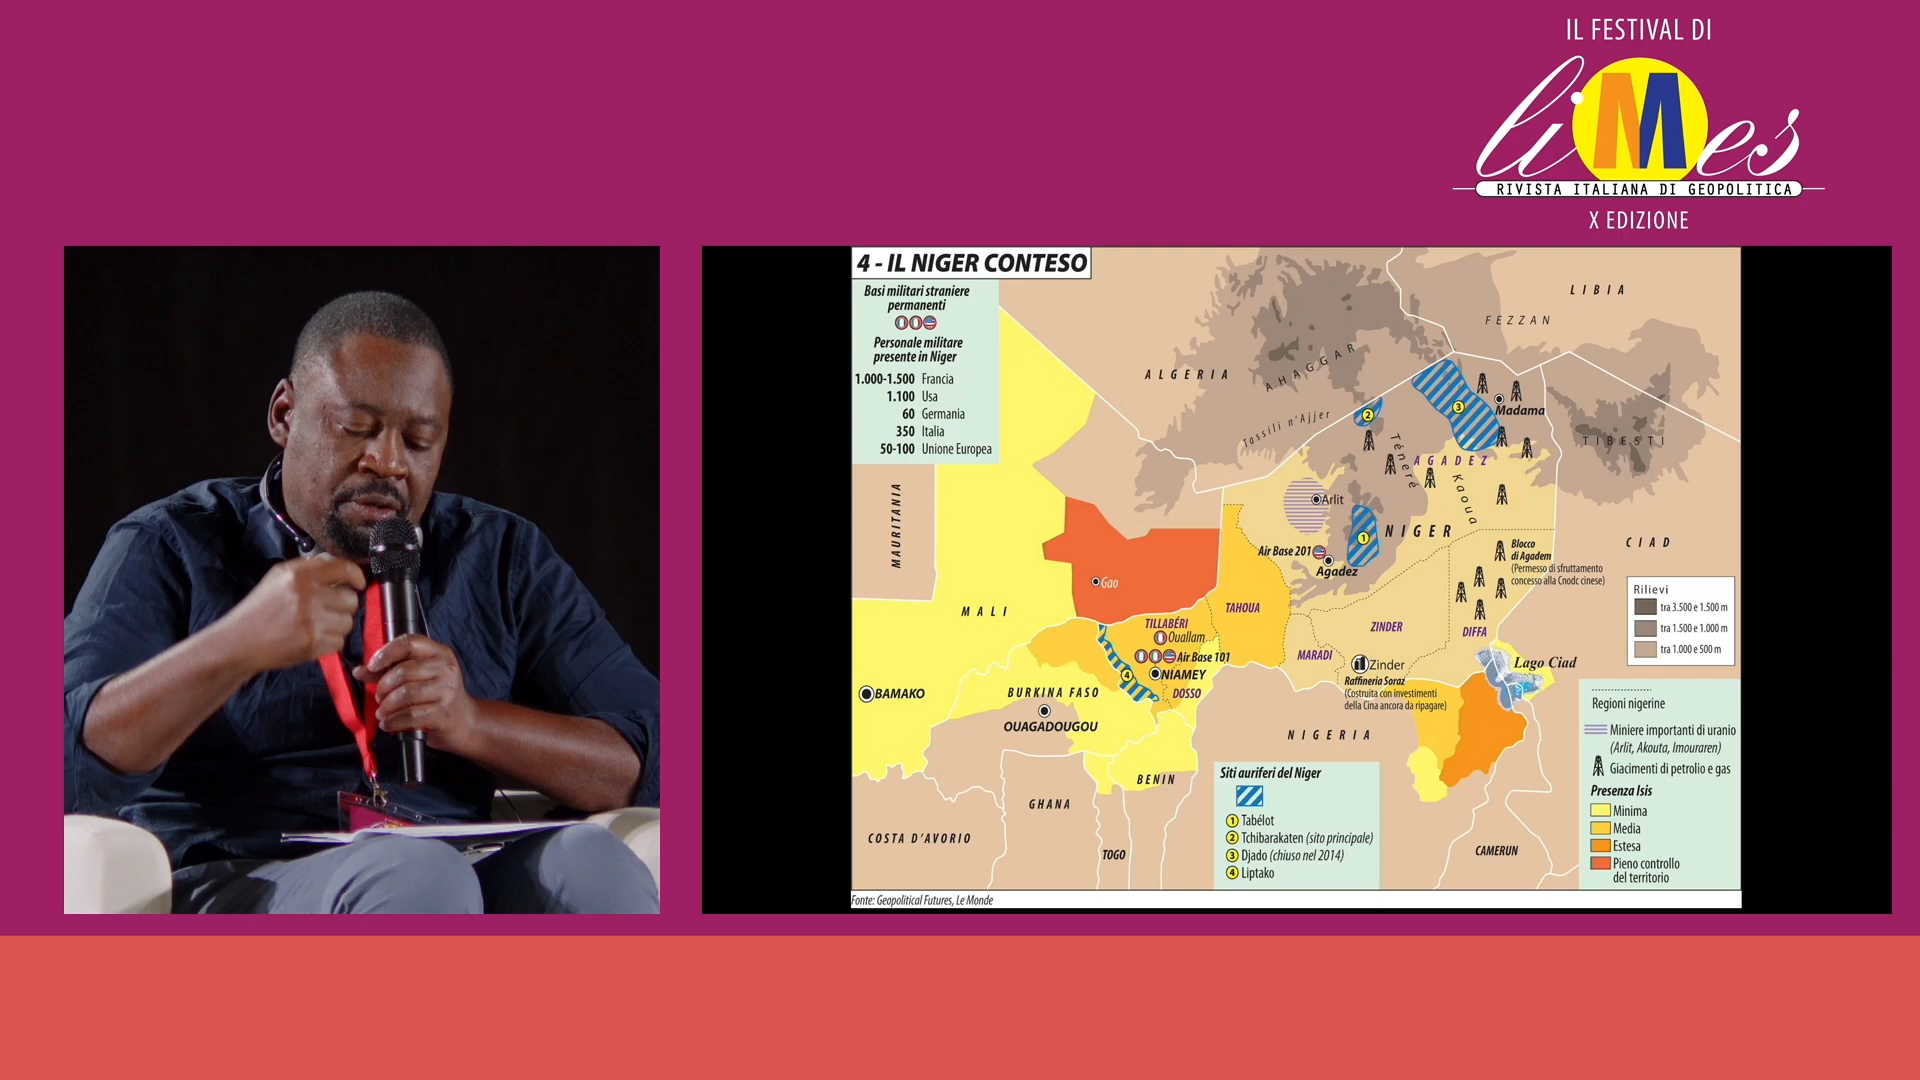 IL FESTIVAL DI
liMes
RIVISTA ITALIANA DI GEOPOLITICA
X EDIZIONE
4 - IL NIGER CONTESO
Basi militari straniere
permanenti
Personale militare
presente in Niger
1.000-1.500 Francia
1.100 Usa
60 Germania
350 Italia
50-100 Unione Europea
LIBIA
FEZZAN
ALGERIA
AHAGGAR
Tassili n'Ajjer
2
3
Madama
TIBESTI
Ténéré
AGADEZ
Kaoua
MAURITANIA
Arlit
1
NIGER
Air Base 201
Agadez
Blocco
di Agadem
(Permesso di sfruttamento
concesso alla Cnodc cinese)
CIAD
Gao
MALI
TAHOUA
TILLABÉRI
Ouallam
Air Base 101
4
NIAMEY
DOSSO
ZINDER
DIFFA
MARADI
Zinder
Raffineria Soraz
(Costruita con investimenti
della Cina ancora da ripagare)
Lago Ciad
BAMAKO
BURKINA FASO
OUAGADOUGOU
NIGERIA
BENIN
GHANA
COSTA D'AVORIO
TOGO
CAMERUN
Rilievi
tra 3.500 e 1.500 m
tra 1.500 e 1.000 m
tra 1.000 e 500 m
Siti auriferi del Niger
1 Tabélot
2 Tchibarakaten (sito principale)
3 Djado (chiuso nel 2014)
4 Liptako
Regioni nigerine
Miniere importanti di uranio
(Arlit, Akouta, Imouraren)
Giacimenti di petrolio e gas
Presenza Isis
Minima
Media
Estesa
Pieno controllo
del territorio
Fonte: Geopolitical Futures, Le Monde